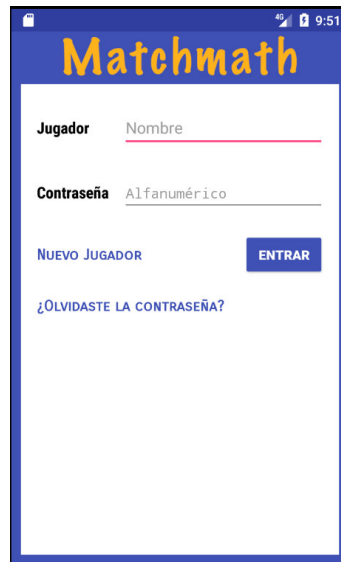 4G 9:51
Matchmath
Jugador Nombre
Contraseña Alfanumérico
Nuevo Jugador ENTRAR
¿Olvidaste la contraseña?